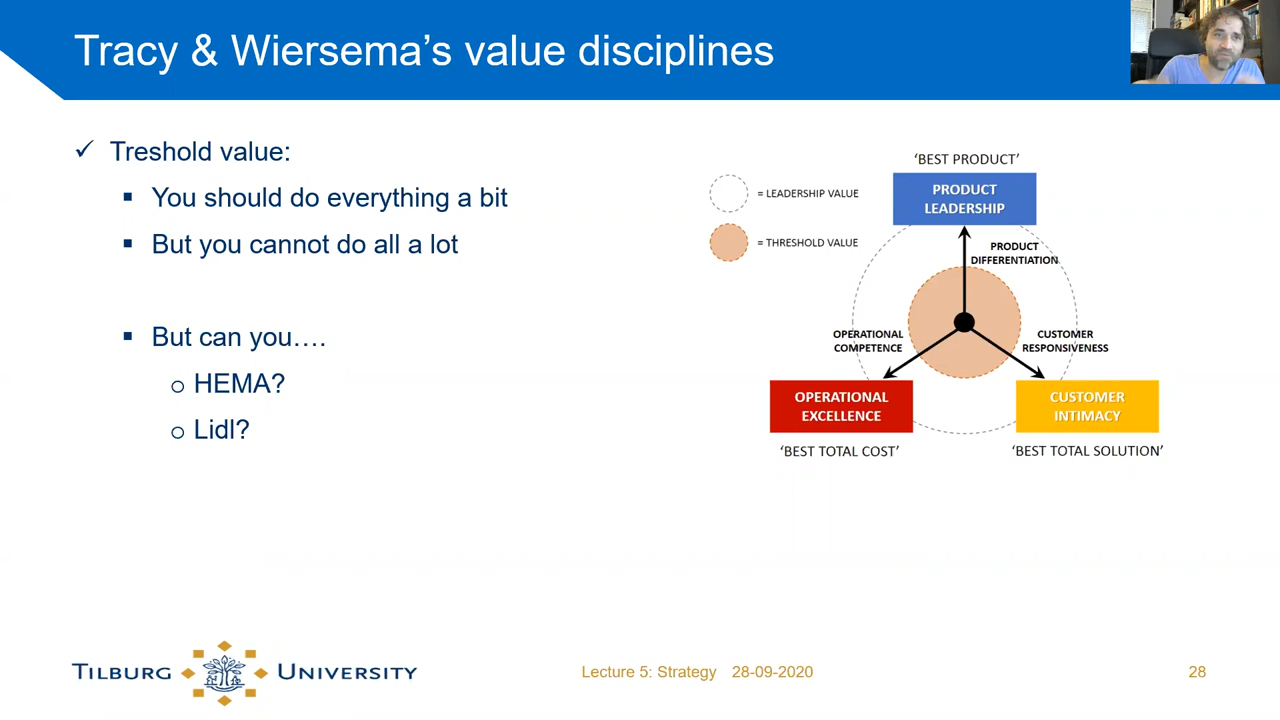 Tracy & Wiersema’s value disciplines
✓ Treshold value:
▪ You should do everything a bit
▪ But you cannot do all a lot
▪ But can you….
o HEMA?
o Lidl?
‘BEST PRODUCT’
PRODUCT
LEADERSHIP
= LEADERSHIP VALUE
= THRESHOLD VALUE
PRODUCT
DIFFERENTIATION
OPERATIONAL
COMPETENCE
CUSTOMER
RESPONSIVENESS
OPERATIONAL
EXCELLENCE
CUSTOMER
INTIMACY
‘BEST TOTAL COST’
‘BEST TOTAL SOLUTION’
TILBURG UNIVERSITY
Lecture 5: Strategy 28-09-2020
28